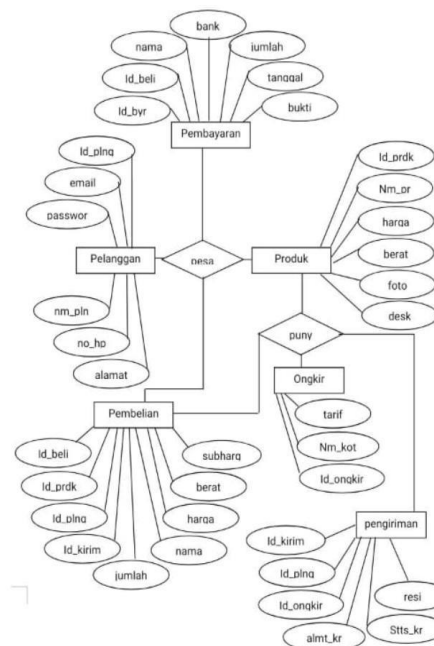 bank
nama
jumlah
Id_beli
tanggal
Id_byr
bukti
Pembayaran
Id_plng
email
passwor
Id_prdk
Nm_pr
harga
berat
foto
desk
Pelanggan
pesa
Produk
nm_pln
no_hp
alamat
puny
Ongkir
tarif
Nm_kot
Id_ongkir
Pembelian
Id_beli
Id_prdk
Id_plng
Id_kirim
jumlah
subharg
berat
harga
nama
pengiriman
Id_kirim
Id_plng
Id_ongkir
almt_kr
Stts_kr
resi